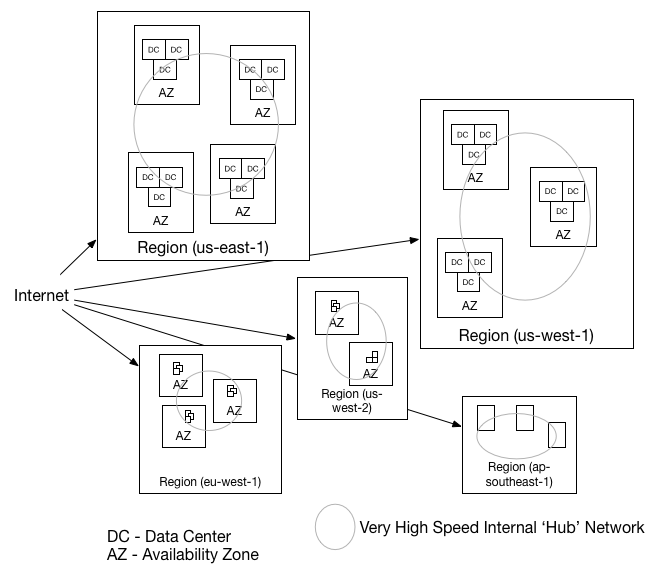 DC DC
DC
AZ
DC DC
DC
AZ
DC DC
DC
AZ
DC DC
DC
AZ
Region (us-east-1)
DC DC
DC
AZ
DC DC
DC
AZ
DC DC
DC
AZ
Region (us-west-1)
Internet
AZ
AZ
Region (us-
west-2)
AZ
AZ
AZ
Region (eu-west-1)
Region (ap-
southeast-1)
DC - Data Center
AZ - Availability Zone
Very High Speed Internal ‘Hub’ Network